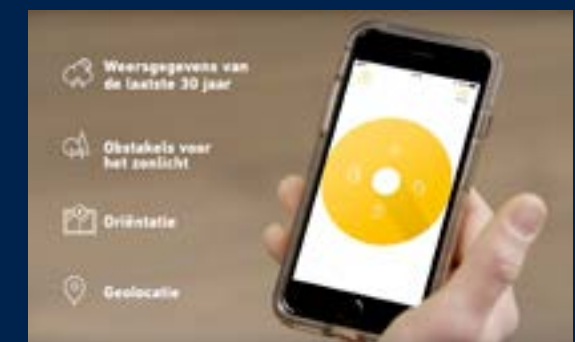 Weersgegevens van
de laatste 30 jaar
Obstakels voor
het zonlicht
Oriëntatie
Geolocatie